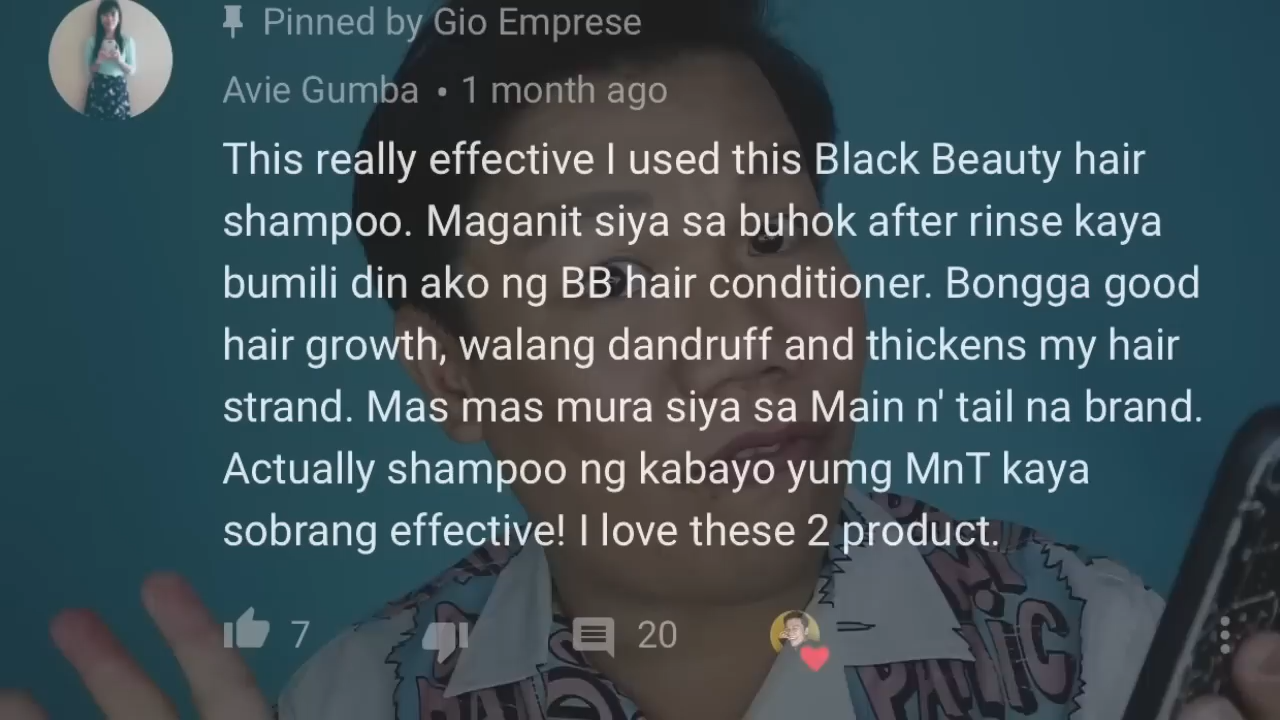 Pinned by Gio Emprese
Avie Gumba • 1 month ago
This really effective I used this Black Beauty hair
shampoo. Maganit siya sa buhok after rinse kaya
bumili din ako ng BB hair conditioner. Bongga good
hair growth, walang dandruff and thickens my hair
strand. Mas mas mura siya sa Main n' tail na brand.
Actually shampoo ng kabayo yumg MnT kaya
sobrang effective! I love these 2 product.
7
20
PANIC